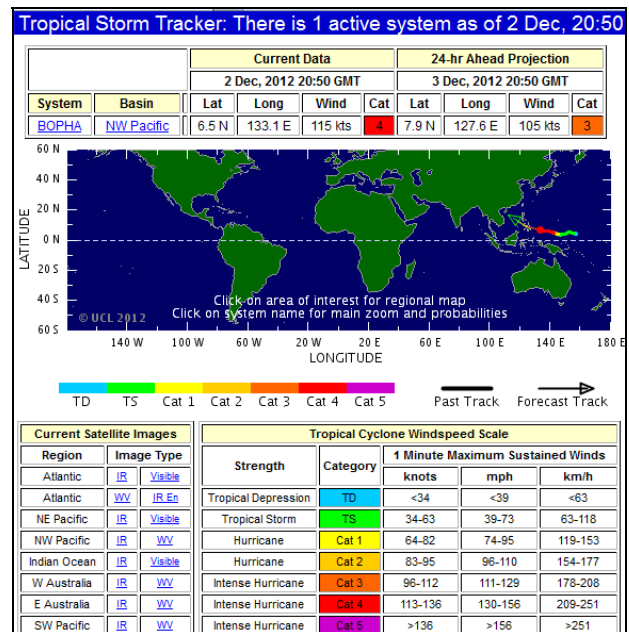 Tropical Storm Tracker: There is 1 active system as of 2 Dec, 20:50
Current Data 24-hr Ahead Projection
2 Dec, 2012 20:50 GMT 3 Dec, 2012 20:50 GMT
System Basin Lat Long Wind Cat Lat Long Wind Cat
BOPHA NW Pacific 6.5 N 133.1 E 115 kts 4 7.9 N 127.6 E 105 kts 3
60 N
40 N
20 N
0 N
20 S
40 S
60 S
LATITUDE
Click on area of interest for regional map
Click on system name for main zoom and probabilities
© UCL 2012
140 W 100 W 60 W 20 W 20 E 60 E 100 E 140 E 180 E
LONGITUDE
TD TS Cat 1 Cat 2 Cat 3 Cat 4 Cat 5 Past Track Forecast Track
Current Satellite Images
Region Image Type
Atlantic IR Visible
Atlantic WV IR En
NE Pacific IR Visible
NW Pacific IR WV
Indian Ocean IR Visible
W Australia IR WV
E Australia IR WV
SW Pacific IR WV
Tropical Cyclone Windspeed Scale
Strength Category 1 Minute Maximum Sustained Winds
knots mph km/h
Tropical Depression TD <34 <39 <63
Tropical Storm TS 34-63 39-73 63-118
Hurricane Cat 1 64-82 74-95 119-153
Hurricane Cat 2 83-95 96-110 154-177
Intense Hurricane Cat 3 96-112 111-129 178-208
Intense Hurricane Cat 4 113-136 130-156 209-251
Intense Hurricane Cat 5 >136 >156 >251